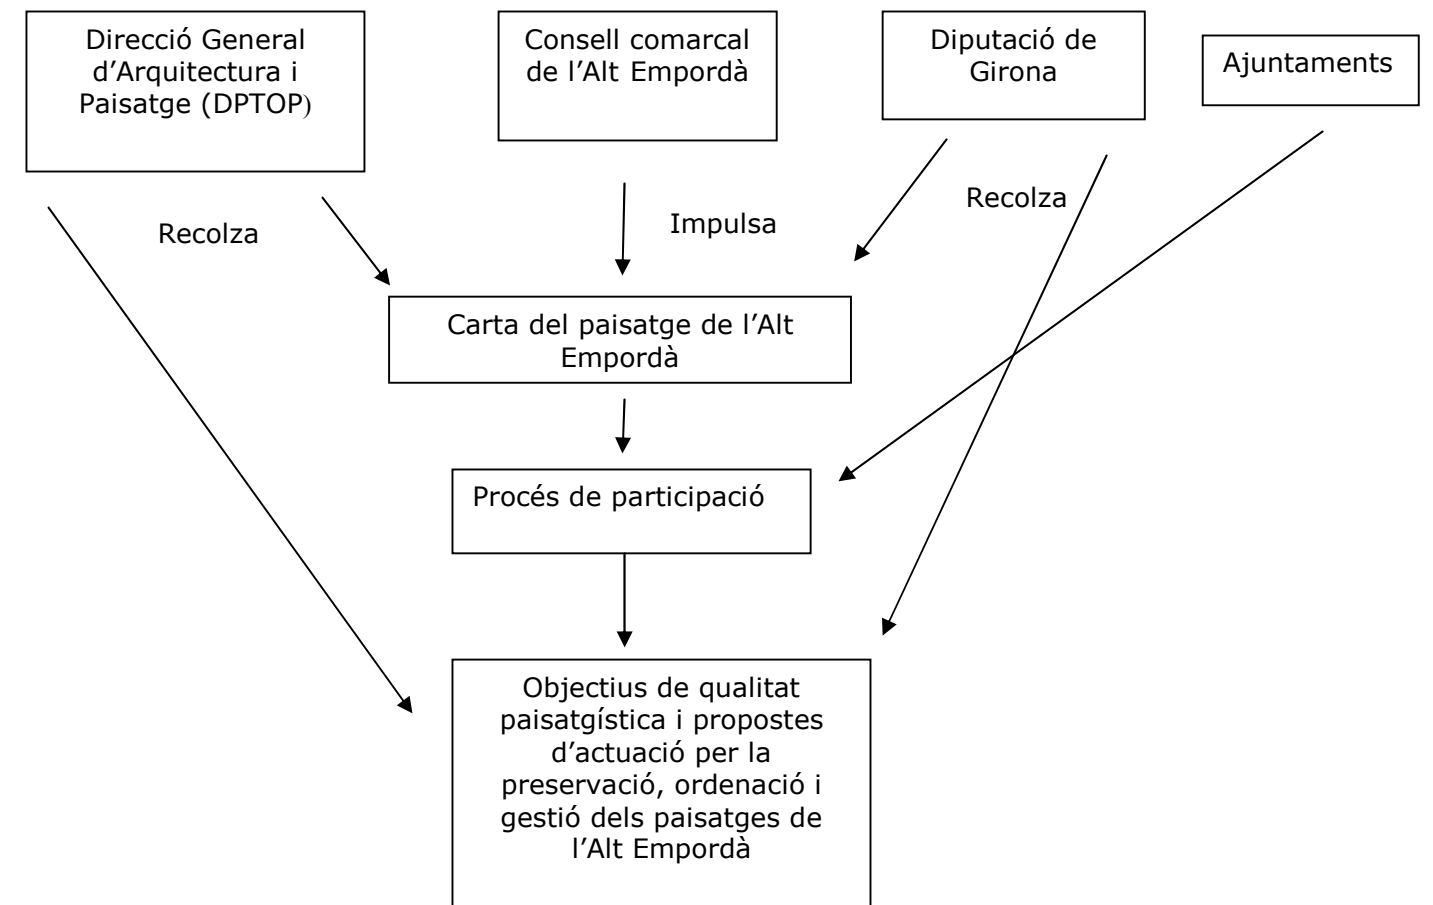 Direcció General
d’Arquitectura i
Paisatge (DPTOP)
Consell comarcal
de l’Alt Empordà
Diputació de
Girona
Ajuntaments
Recolza
Impulsa
Recolza
Carta del paisatge de l’Alt
Empordà
Procés de participació
Objectius de qualitat
paisatgística i propostes
d’actuació per la
preservació, ordenació i
gestió dels paisatges de
l’Alt Empordà